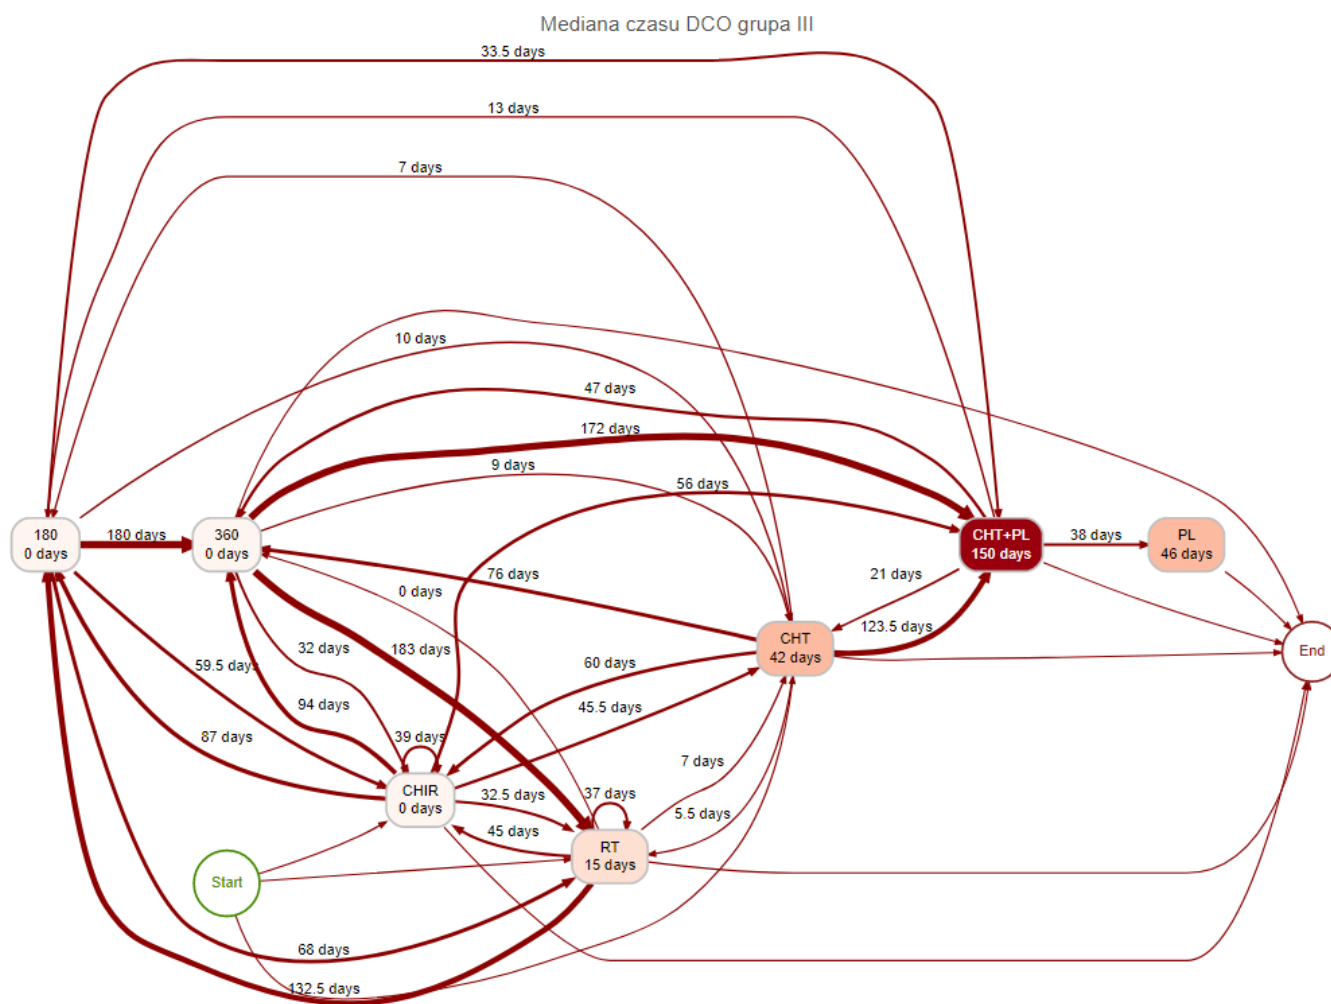 Mediana czasu DCO grupa III
33.5 days
13 days
7 days
10 days
47 days
172 days
9 days
56 days
180
0 days
180 days
360
0 days
CHT+PL
150 days
38 days
PL
46 days
76 days
0 days
21 days
123.5 days
CHT
42 days
End
32 days
183 days
59.5 days
60 days
94 days
45.5 days
87 days
39 days
7 days
CHIR
0 days
32.5 days
37 days
5.5 days
45 days
RT
15 days
Start
68 days
132.5 days